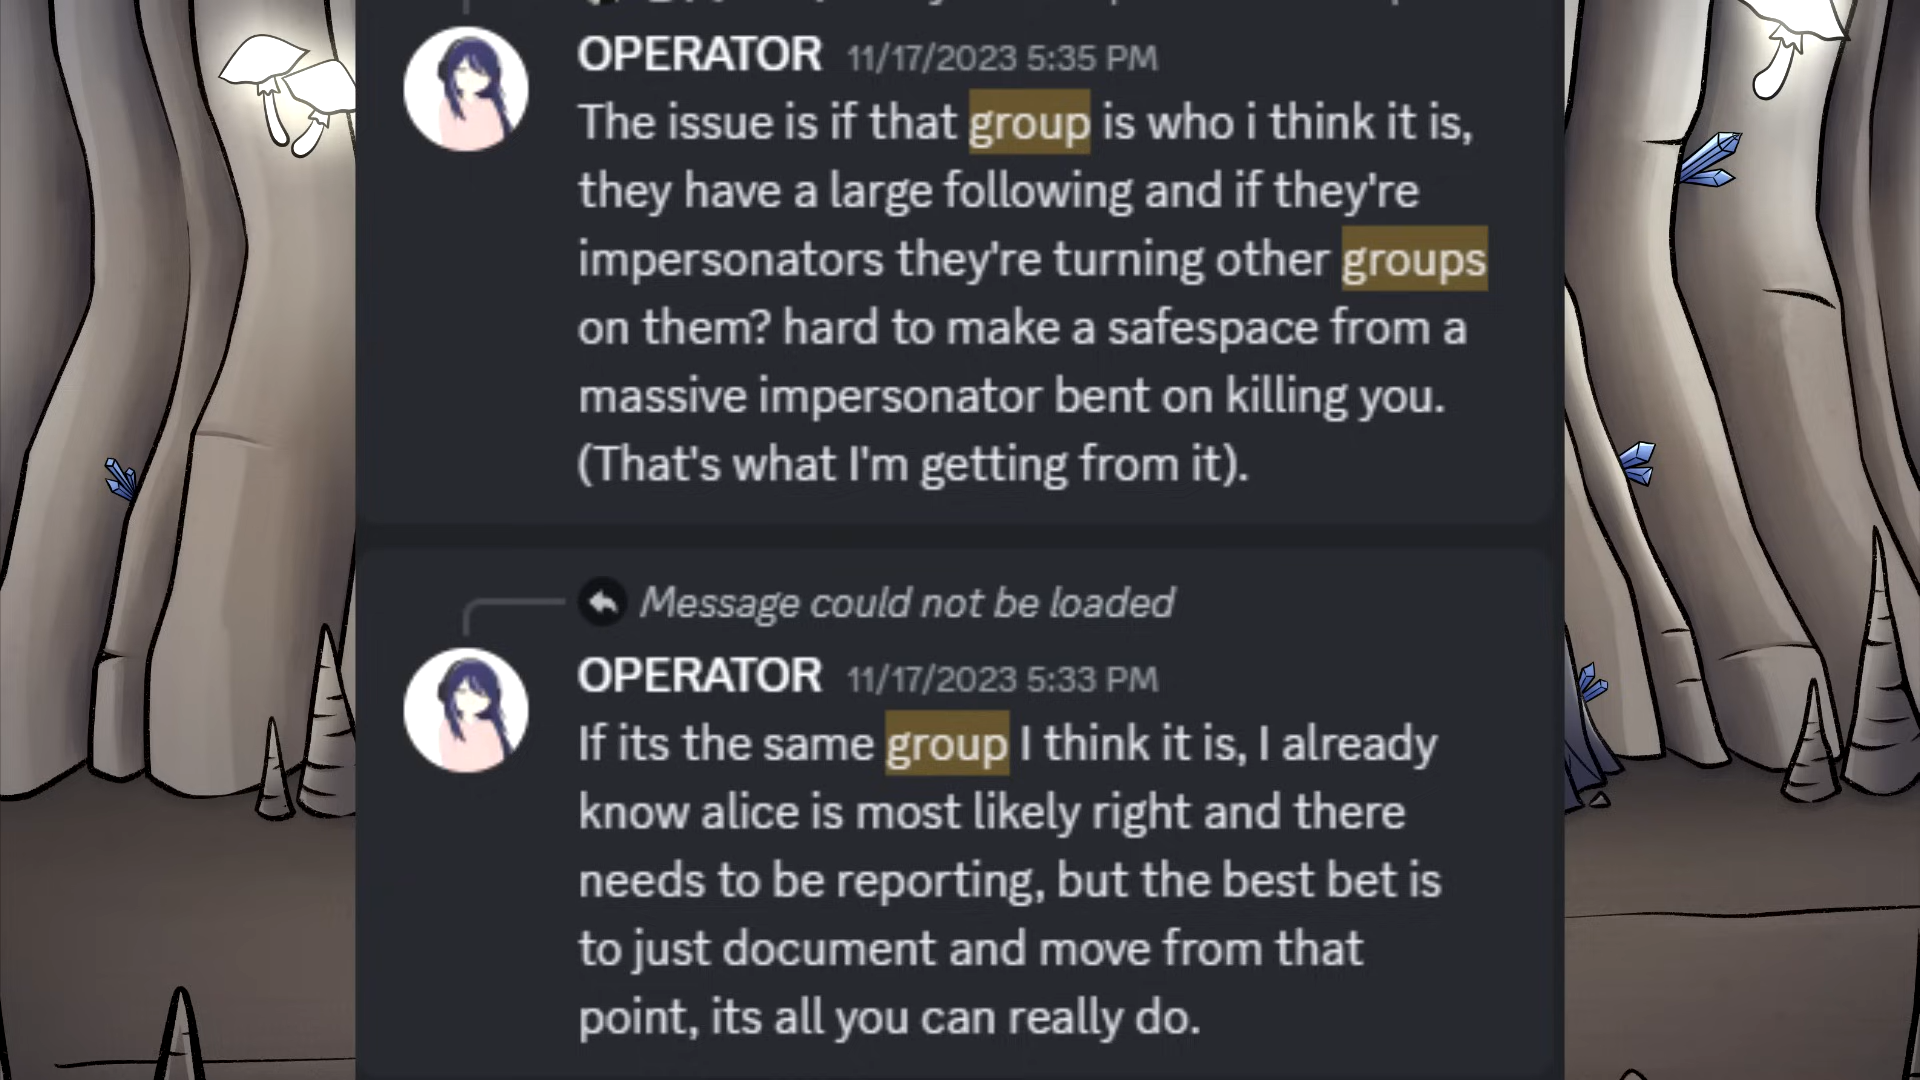 OPERATOR 11/17/2023 5:35 PM
The issue is if that group is who i think it is,
they have a large following and if they're
impersonators they're turning other groups
on them? hard to make a safespace from a
massive impersonator bent on killing you.
(That's what I'm getting from it).
Message could not be loaded
OPERATOR 11/17/2023 5:33 PM
If its the same group I think it is, I already
know alice is most likely right and there
needs to be reporting, but the best bet is
to just document and move from that
point, its all you can really do.